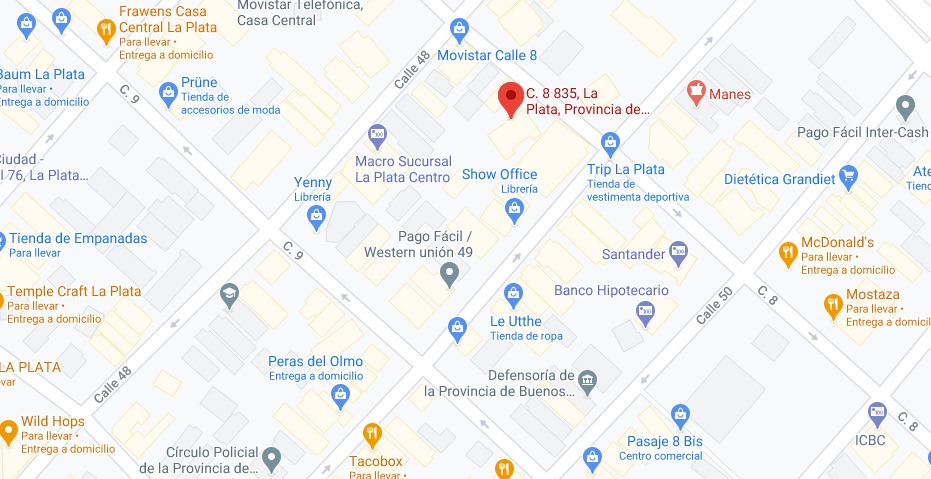 Frawens Casa
Central La Plata
Para llevar •
Entrega a domicilio
Movistar Telefónica,
Casa Central
Calle 48
Movistar Calle 8
Baum La Plata
Para llevar •
Entrega a domicilio
C. 9
Prüne
Tienda de
accesorios de moda
C. 8 835, La
Plata, Provincia de...
Manes
Pago Fácil Inter-Cash
Ciudad -
l 76, La Plata...
Macro Sucursal
La Plata Centro
Show Office
Librería
Trip La Plata
Tienda de
vestimenta deportiva
Dietética Grandiet
Ate
Tienda
Yenny
Librería
Tienda de Empanadas
Para llevar
C. 9
Pago Fácil /
Western unión 49
Santander
McDonald's
Para llevar •
Entrega a domicilio
Temple Craft La Plata
Para llevar •
Entrega a domicilio
Banco Hipotecario
Calle 50
C. 8
Mostaza
Para llevar •
Entrega a domicil
Le Utthe
Tienda de ropa
LA PLATA
evar
Calle 48
Peras del Olmo
Entrega a domicilio
Defensoría de
la Provincia de Buenos...
Wild Hops
Para llevar •
Entrega a domicilio
Círculo Policial
de la Provincia de...
Tacobox
Para llevar •
Pasaje 8 Bis
Centro comercial
ICBC
C. 8